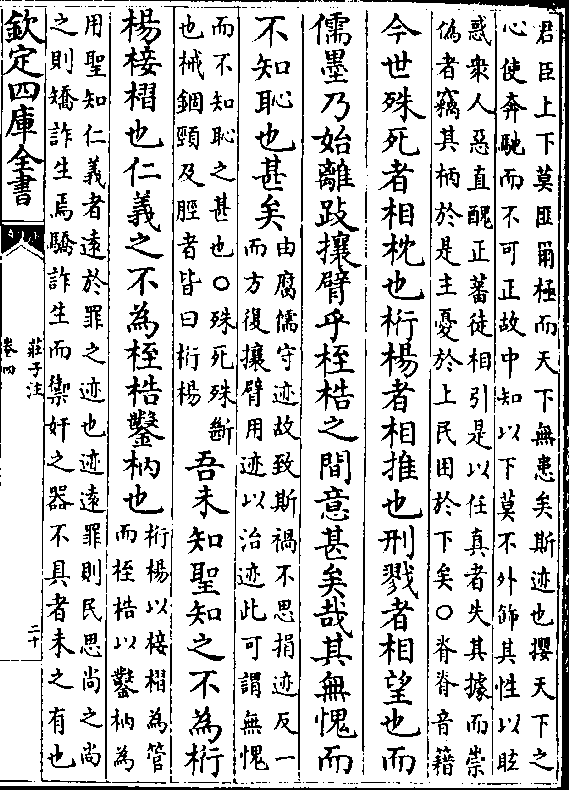 君臣上下莫匪爾極而天下無患矣斯迹也攖天下之
心使奔馳而不可正故中知以下莫不外飾其性以眩
惑衆人惡直醜正蕃徒相引是以任真者失其據而崇
偽者竊其柄於是主憂於上民困於下矣○脊脊音籍
今世殊死者相枕也桁楊者相推也刑戮者相望也而
儒墨乃始離跂攘臂乎桎梏之間意甚矣哉其無愧而
不知恥也甚矣
由腐儒守迹故致斯禍不思捐迹反一
而方復攘臂用迹以治迹此可謂無愧
而不知恥之甚也○殊死殊斷
也械錮頸及脛者皆曰桁楊
吾未知聖知之不為桁
楊椄槢也仁義之不為桎梏鑿枘也
桁楊以椄槢為管
而桎梏以鑿枘為
用聖知仁義者遠於罪之迹也迹遠罪則民思尚之尚
之則矯詐生焉驕詐生而禦奸之器不具者未之有也
欽定四庫全書
莊子注
卷四
二十